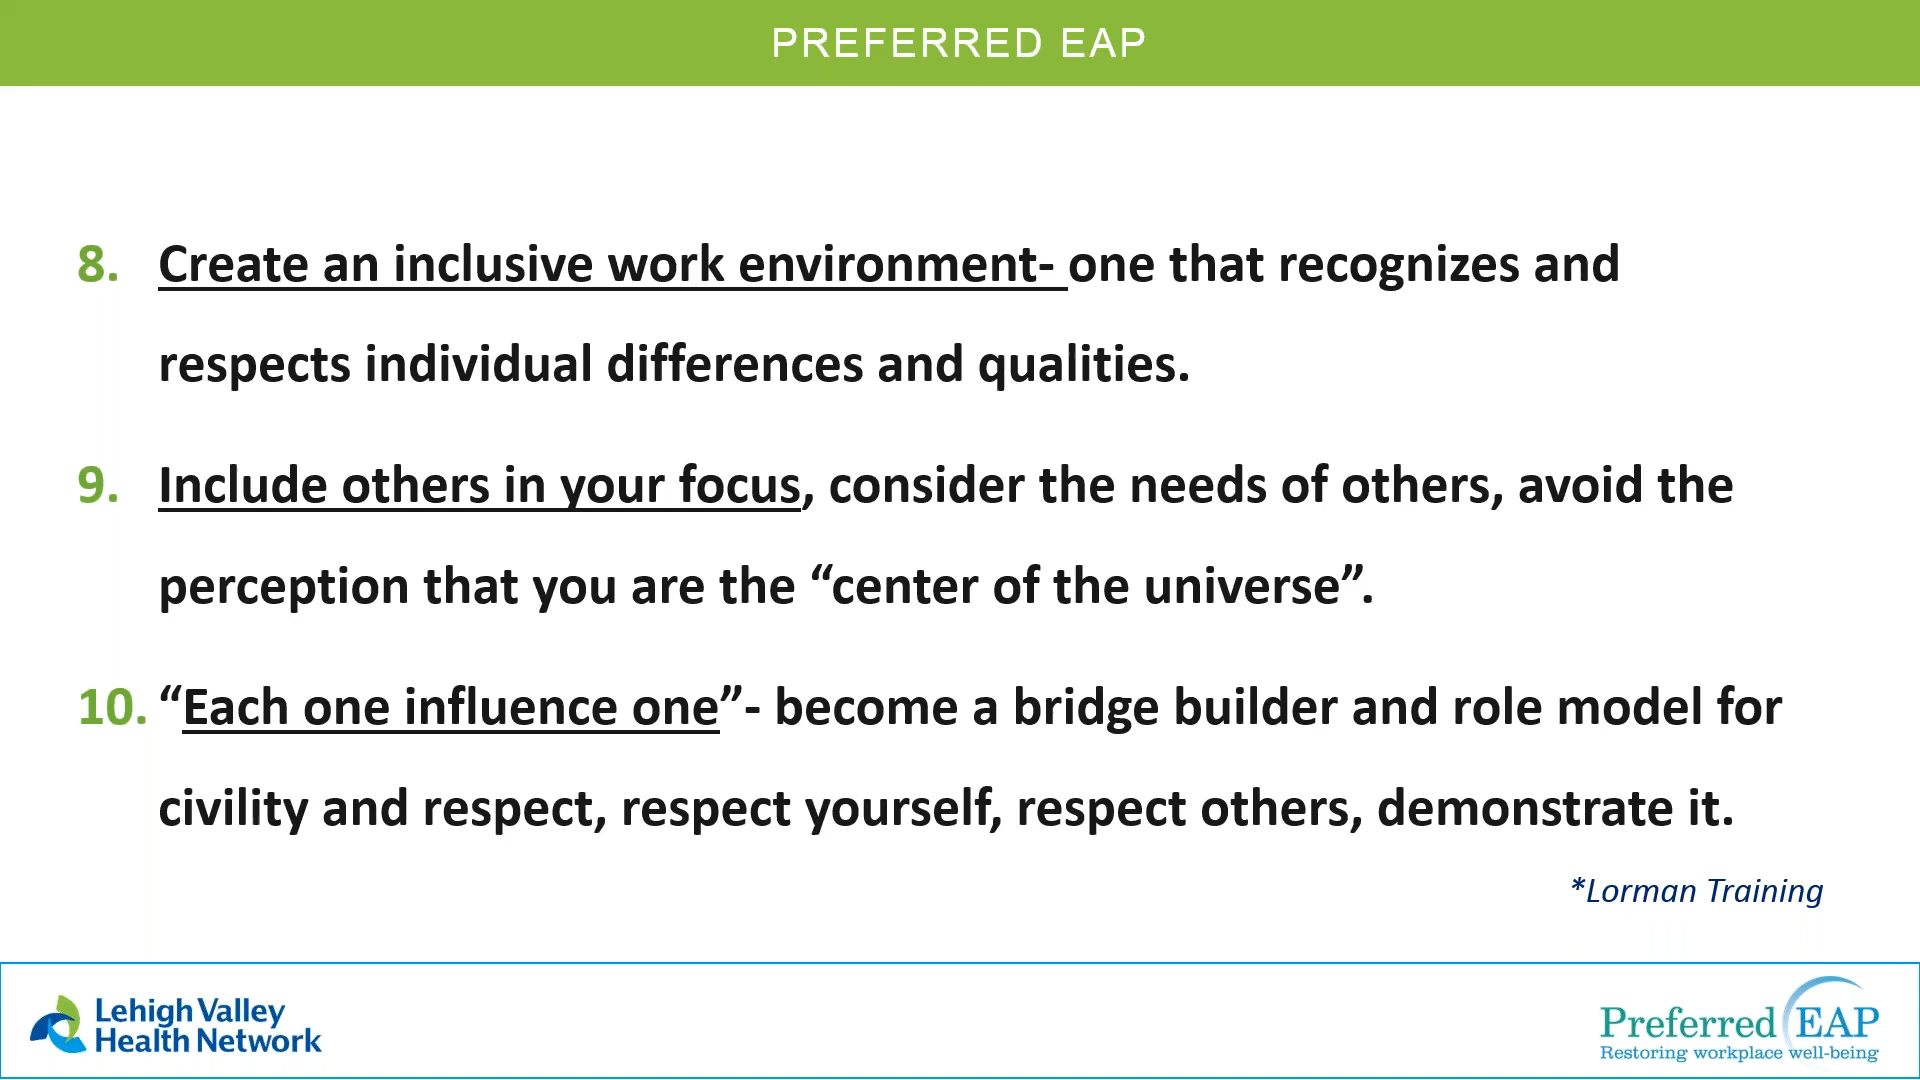 PREFERRED EAP
8. Create an inclusive work environment- one that recognizes and
respects individual differences and qualities.
9. Include others in your focus, consider the needs of others, avoid the
perception that you are the “center of the universe”.
10. “Each one influence one”- become a bridge builder and role model for
civility and respect, respect yourself, respect others, demonstrate it.
*Lorman Training
Lehigh Valley
Health Network
Preferred EAP
Restoring workplace well-being